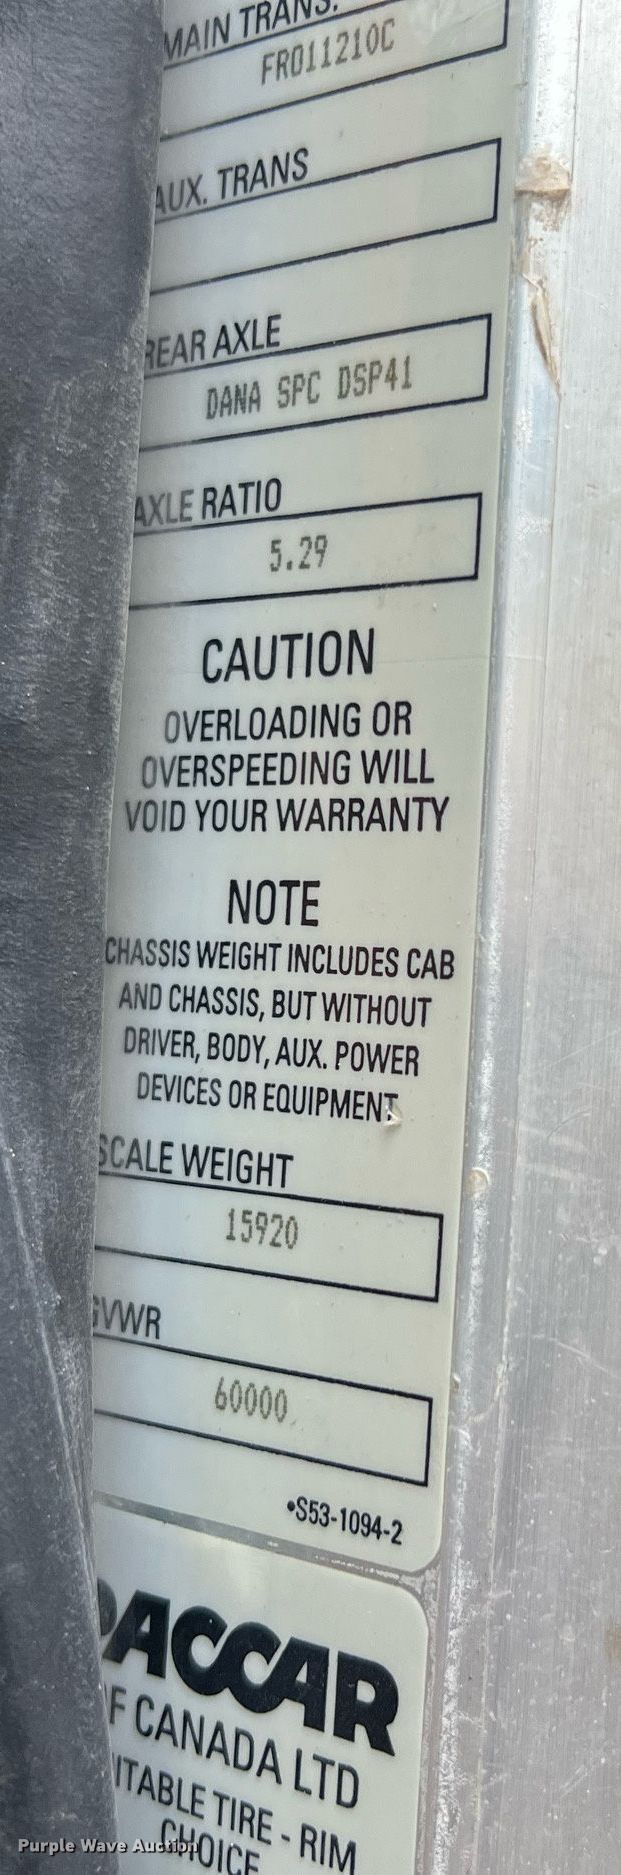 MAIN TRANS.
FRO11210C
AUX. TRANS
REAR AXLE
DANA SPC DSP41
AXLE RATIO
5.29
CAUTION
OVERLOADING OR
OVERSPEEDING WILL
VOID YOUR WARRANTY
NOTE
CHASSIS WEIGHT INCLUDES CAB
AND CHASSIS, BUT WITHOUT
DRIVER, BODY, AUX. POWER
DEVICES OR EQUIPMENT
SCALE WEIGHT
15920
GVWR
60000
•S53-1094-2
PACCAR
OF CANADA LTD
ITABLE TIRE - RIM
CHOICE
Purple Wave Auction